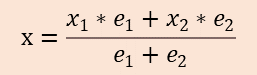 x = (x₁ * e₁ + x₂ * e₂) / (e₁ + e₂)